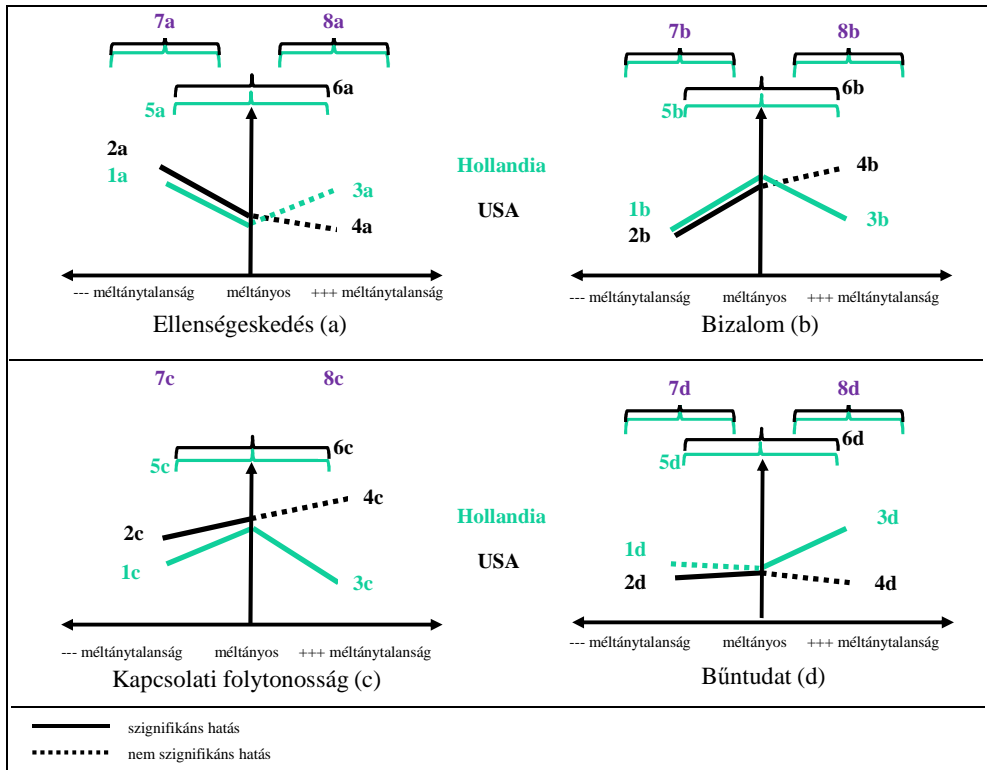 7a 8a
6a
5a
2a
1a
3a
4a
--- méltánytalanság méltányos +++ méltánytalanság
Ellenségeskedés (a)
Hollandia
USA
7b 8b
6b
5b
4b
1b
2b
3b
--- méltánytalanság méltányos +++ méltánytalanság
Bizalom (b)
7c 8c
6c
5c
4c
2c
1c
3c
--- méltánytalanság méltányos +++ méltánytalanság
Kapcsolati folytonosság (c)
Hollandia
USA
7d 8d
6d
5d
3d
1d
2d
4d
--- méltánytalanság méltányos +++ méltánytalanság
Bűntudat (d)
szignifikáns hatás
nem szignifikáns hatás